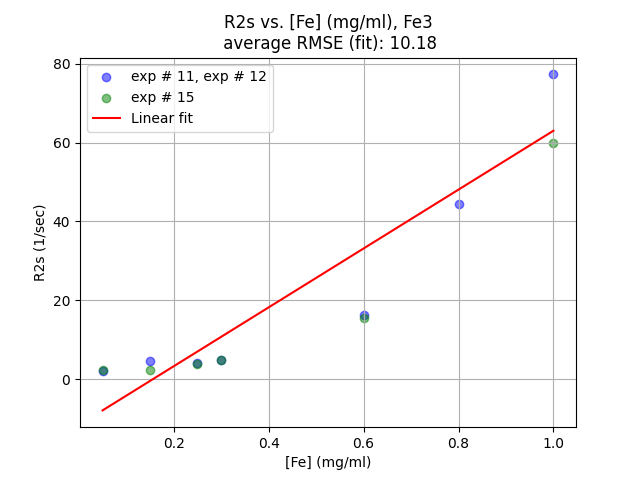 R2s vs. [Fe] (mg/ml), Fe3
average RMSE (fit): 10.18
exp # 11, exp # 12
exp # 15
Linear fit
80
60
40
20
0
R2s (1/sec)
0.2 0.4 0.6 0.8 1.0
[Fe] (mg/ml)